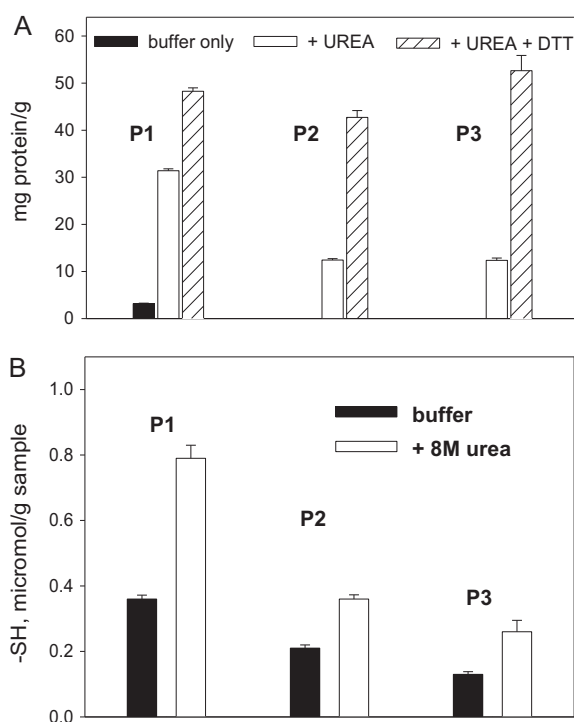 A
60
buffer only
+ UREA
+ UREA + DTT
50
40
30
20
10
0
mg protein/g
P1
P2
P3
B
1.0
0.8
0.6
0.4
0.2
0.0
-SH, micromol/g sample
P1
P2
P3
buffer
+ 8M urea